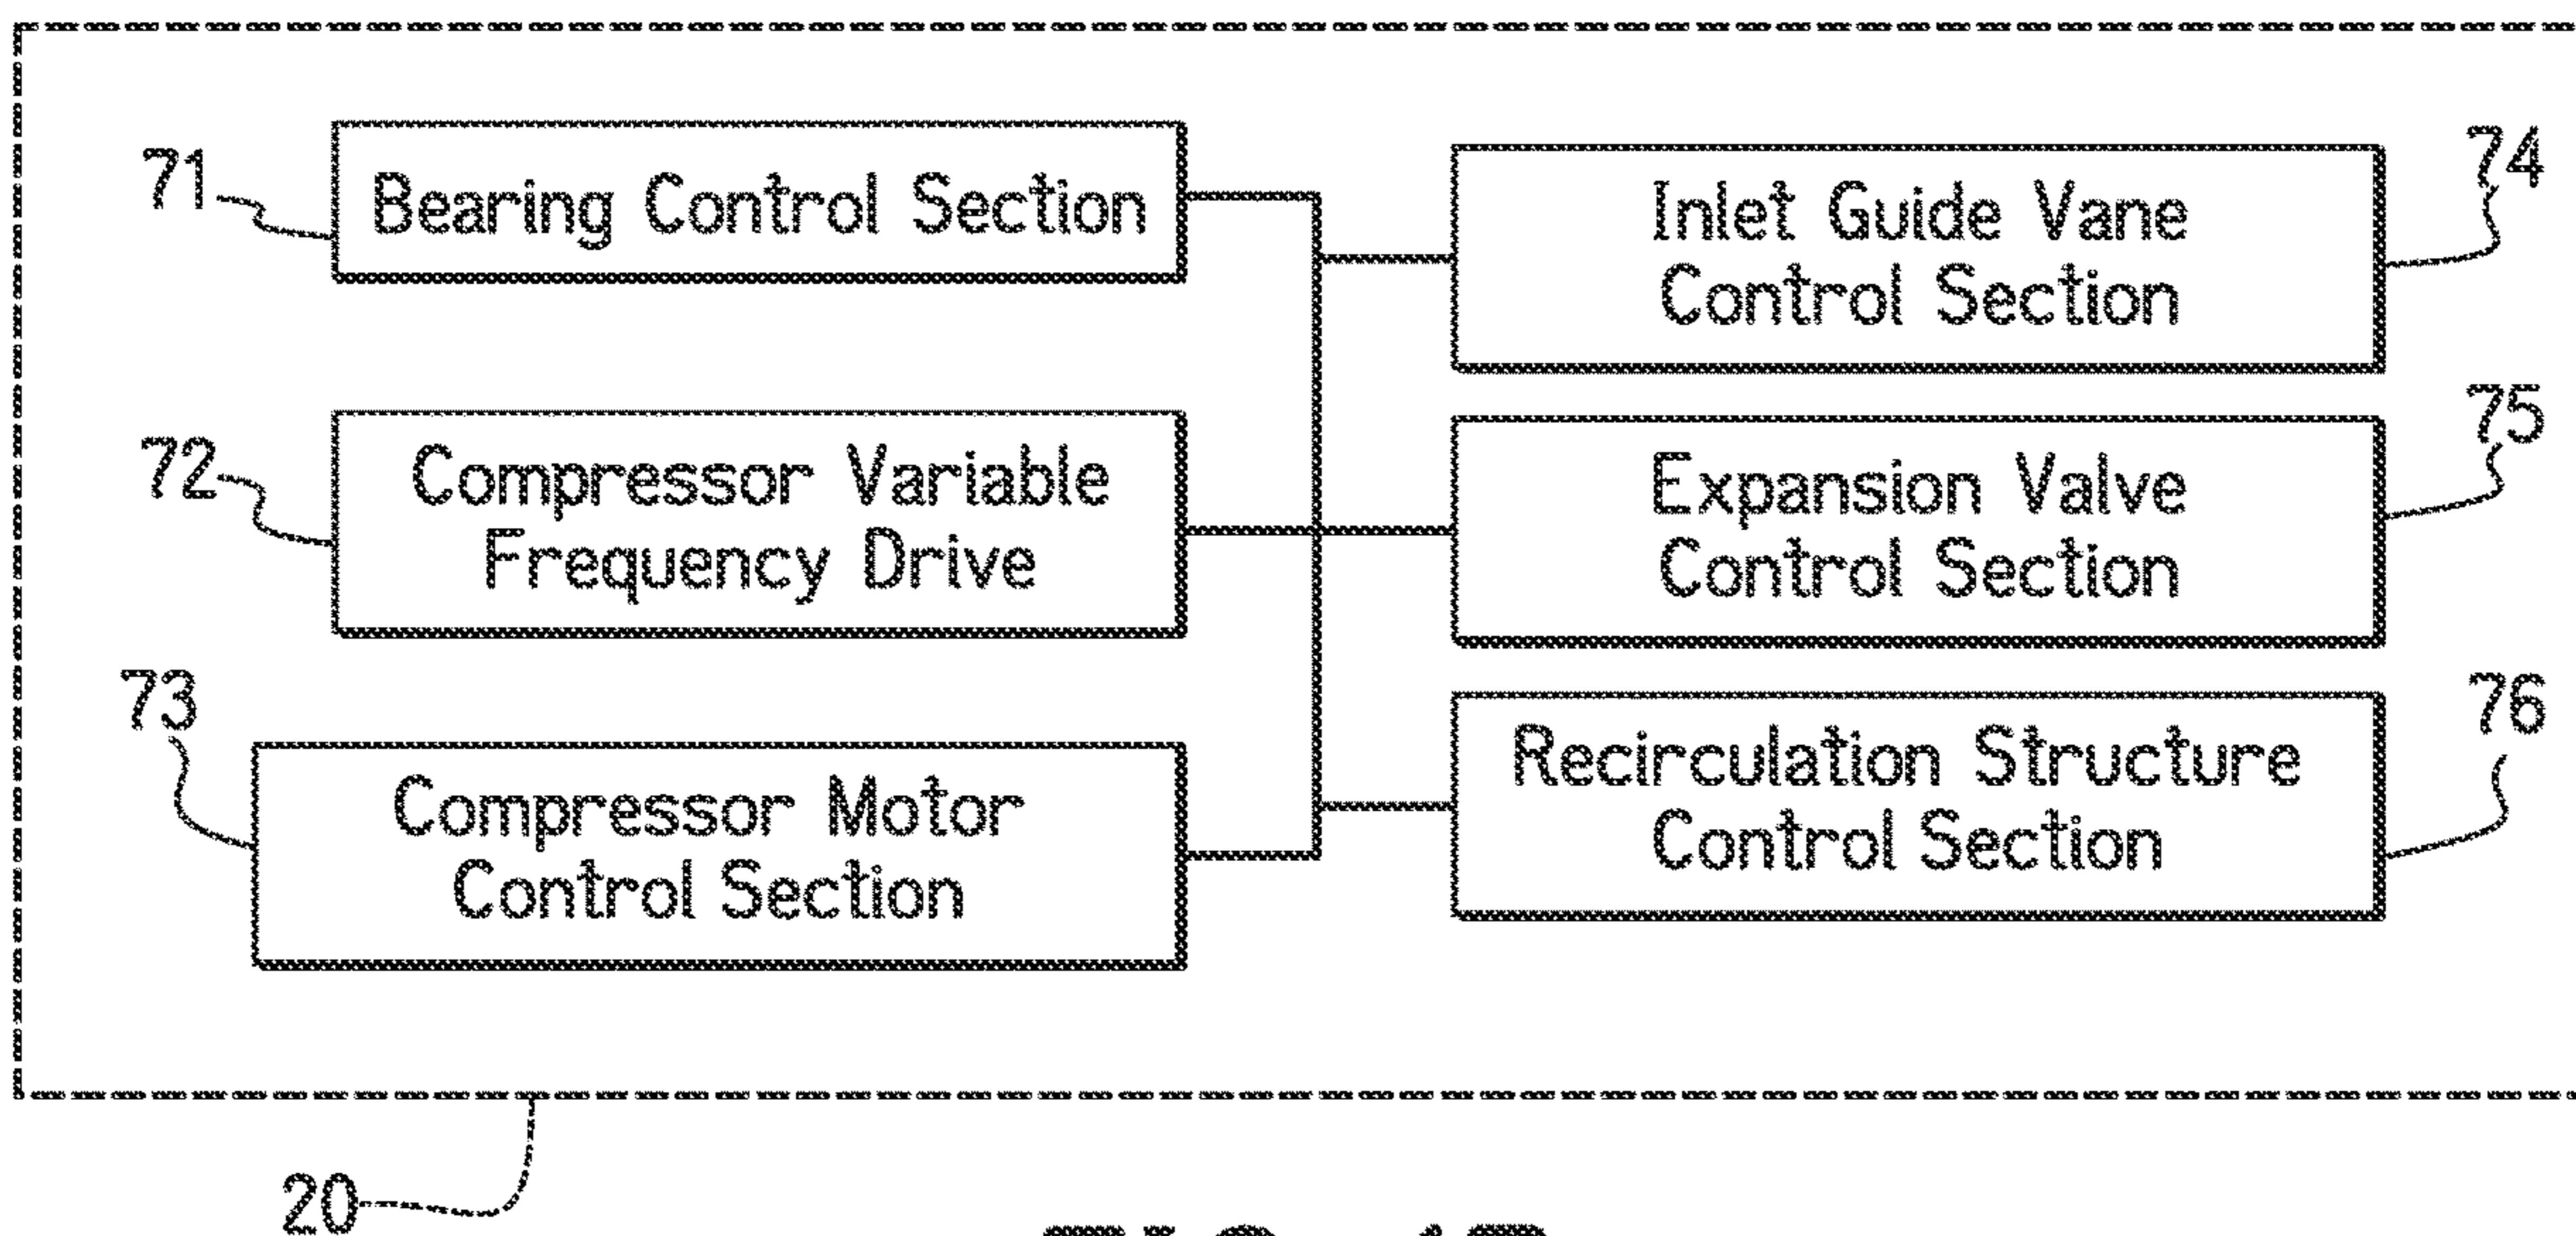 71
Bearing Control Section
74
Inlet Guide Vane
Control Section
72
Compressor Variable
Frequency Drive
75
Expansion Valve
Control Section
73
Compressor Motor
Control Section
76
Recirculation Structure
Control Section
20